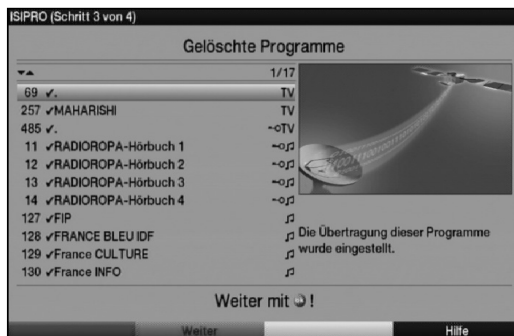 ISIPRO (Schritt 3 von 4)
Gelöschte Programme
1/17
69 ✔. TV
257 ✔MAHARISHI TV
485 ✔. TV
11 ✔RADIOROPA-Hörbuch 1
12 ✔RADIOROPA-Hörbuch 2
13 ✔RADIOROPA-Hörbuch 3
14 ✔RADIOROPA-Hörbuch 4
127 ✔FIP
128 ✔FRANCE BLEU IDF
129 ✔France CULTURE
130 ✔France INFO
Die Übertragung dieser Programme
wurde eingestellt.
Weiter mit !
Weiter
Hilfe